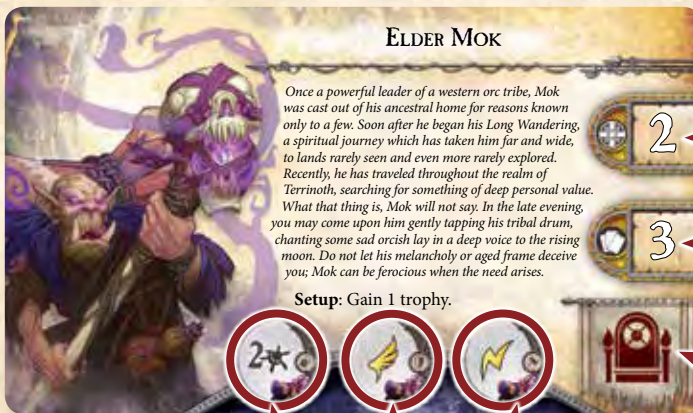 Elder Mok
Once a powerful leader of a western orc tribe, Mok
was cast out of his ancestral home for reasons known
only to a few. Soon after he began his Long Wandering,
a spiritual journey which has taken him far and wide,
to lands rarely seen and even more rarely explored.
Recently, he has traveled throughout the realm of
Terrinoth, searching for something of deep personal value.
What that thing is, Mok will not say. In the late evening,
you may come upon him gently tapping his tribal drum,
chanting some sad orcish lay in a deep voice to the rising
moon. Do not let his melancholy or aged frame deceive
you; Mok can be ferocious when the need arises.
Setup: Gain 1 trophy.
2
3
2